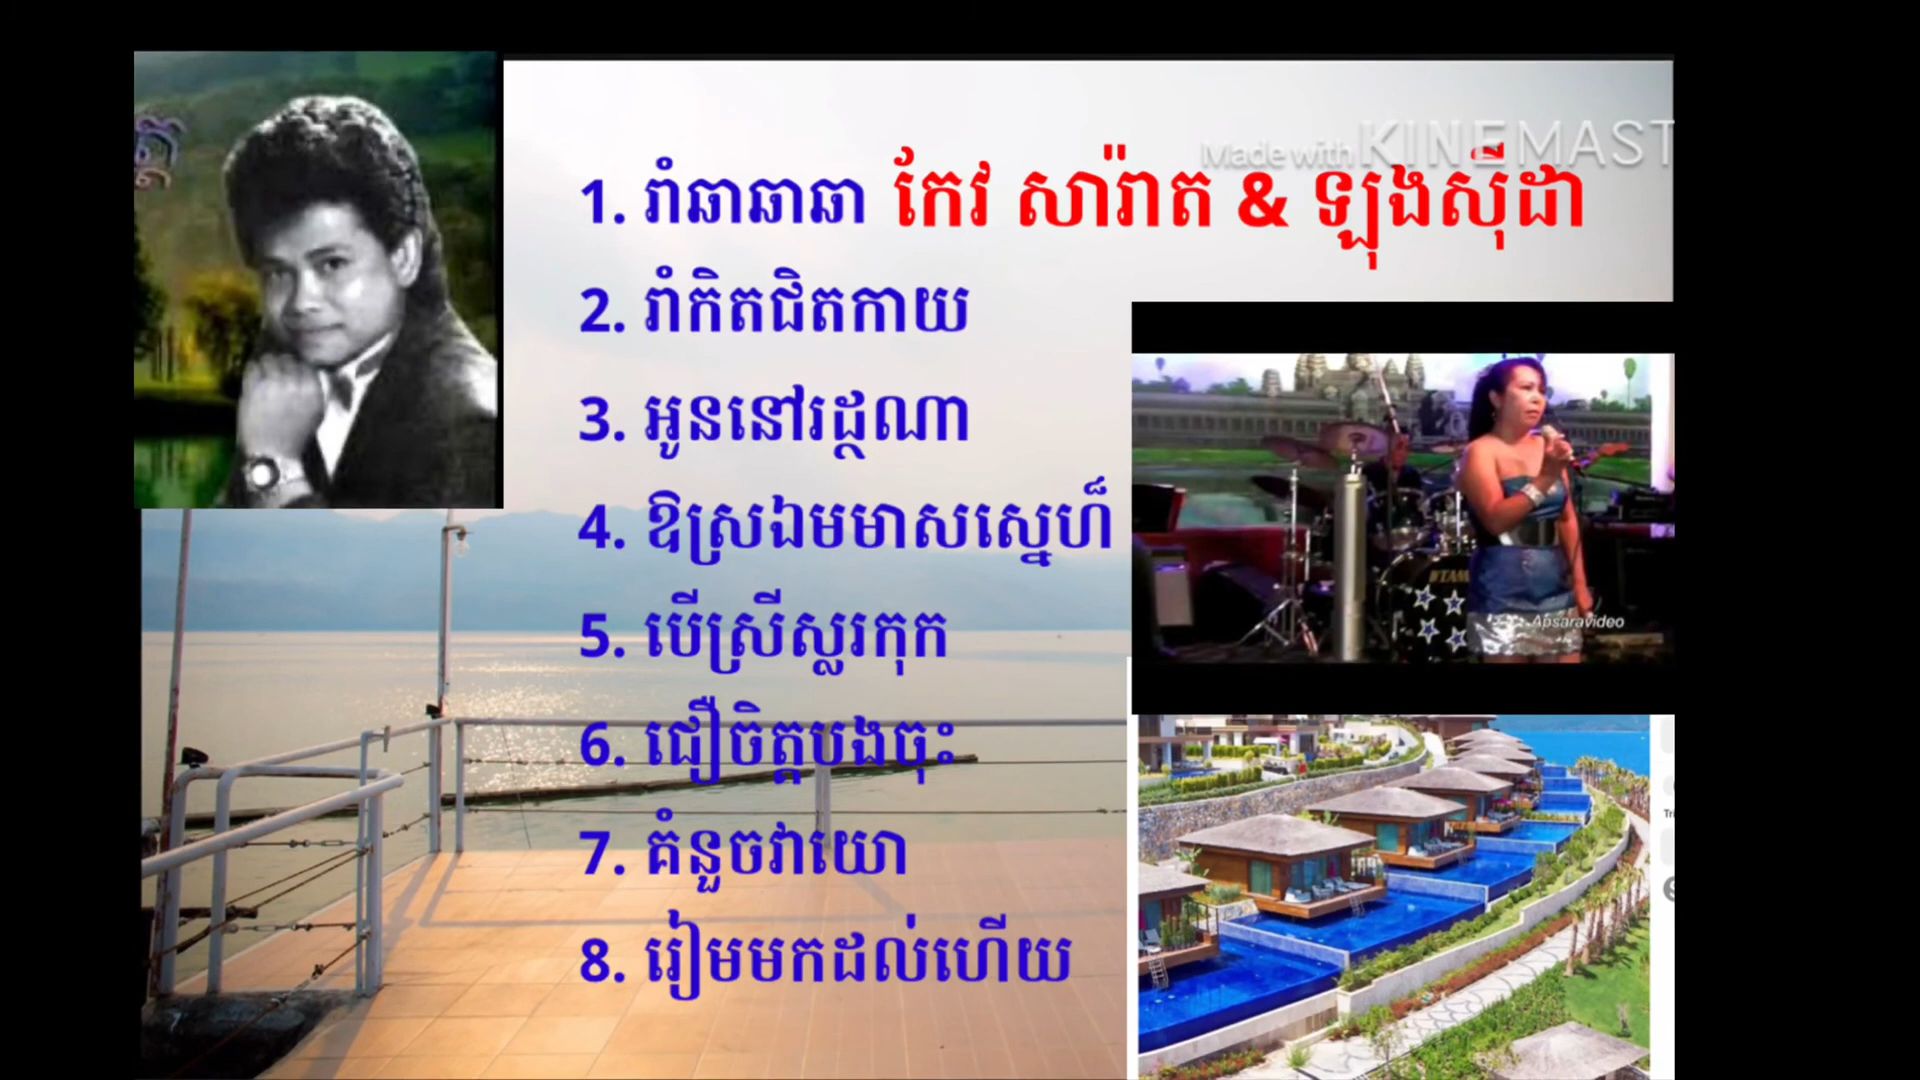 Made with KINEMAST
1. រាំឆាឆាឆា កែវ សារ៉ាត & ឡុងស៊ីដា
2. រាំកិតជិតកាយ
3. អូននៅរដ្ឋណា
4. ឱស្រឯមមាសស្នេហ៍
5. បើស្រីស្លរកុក
6. ជឿចិត្តបងចុះ
7. គំនួចវាយោ
8. រៀមមកដល់ហើយ
TAMA
Apsaravideo